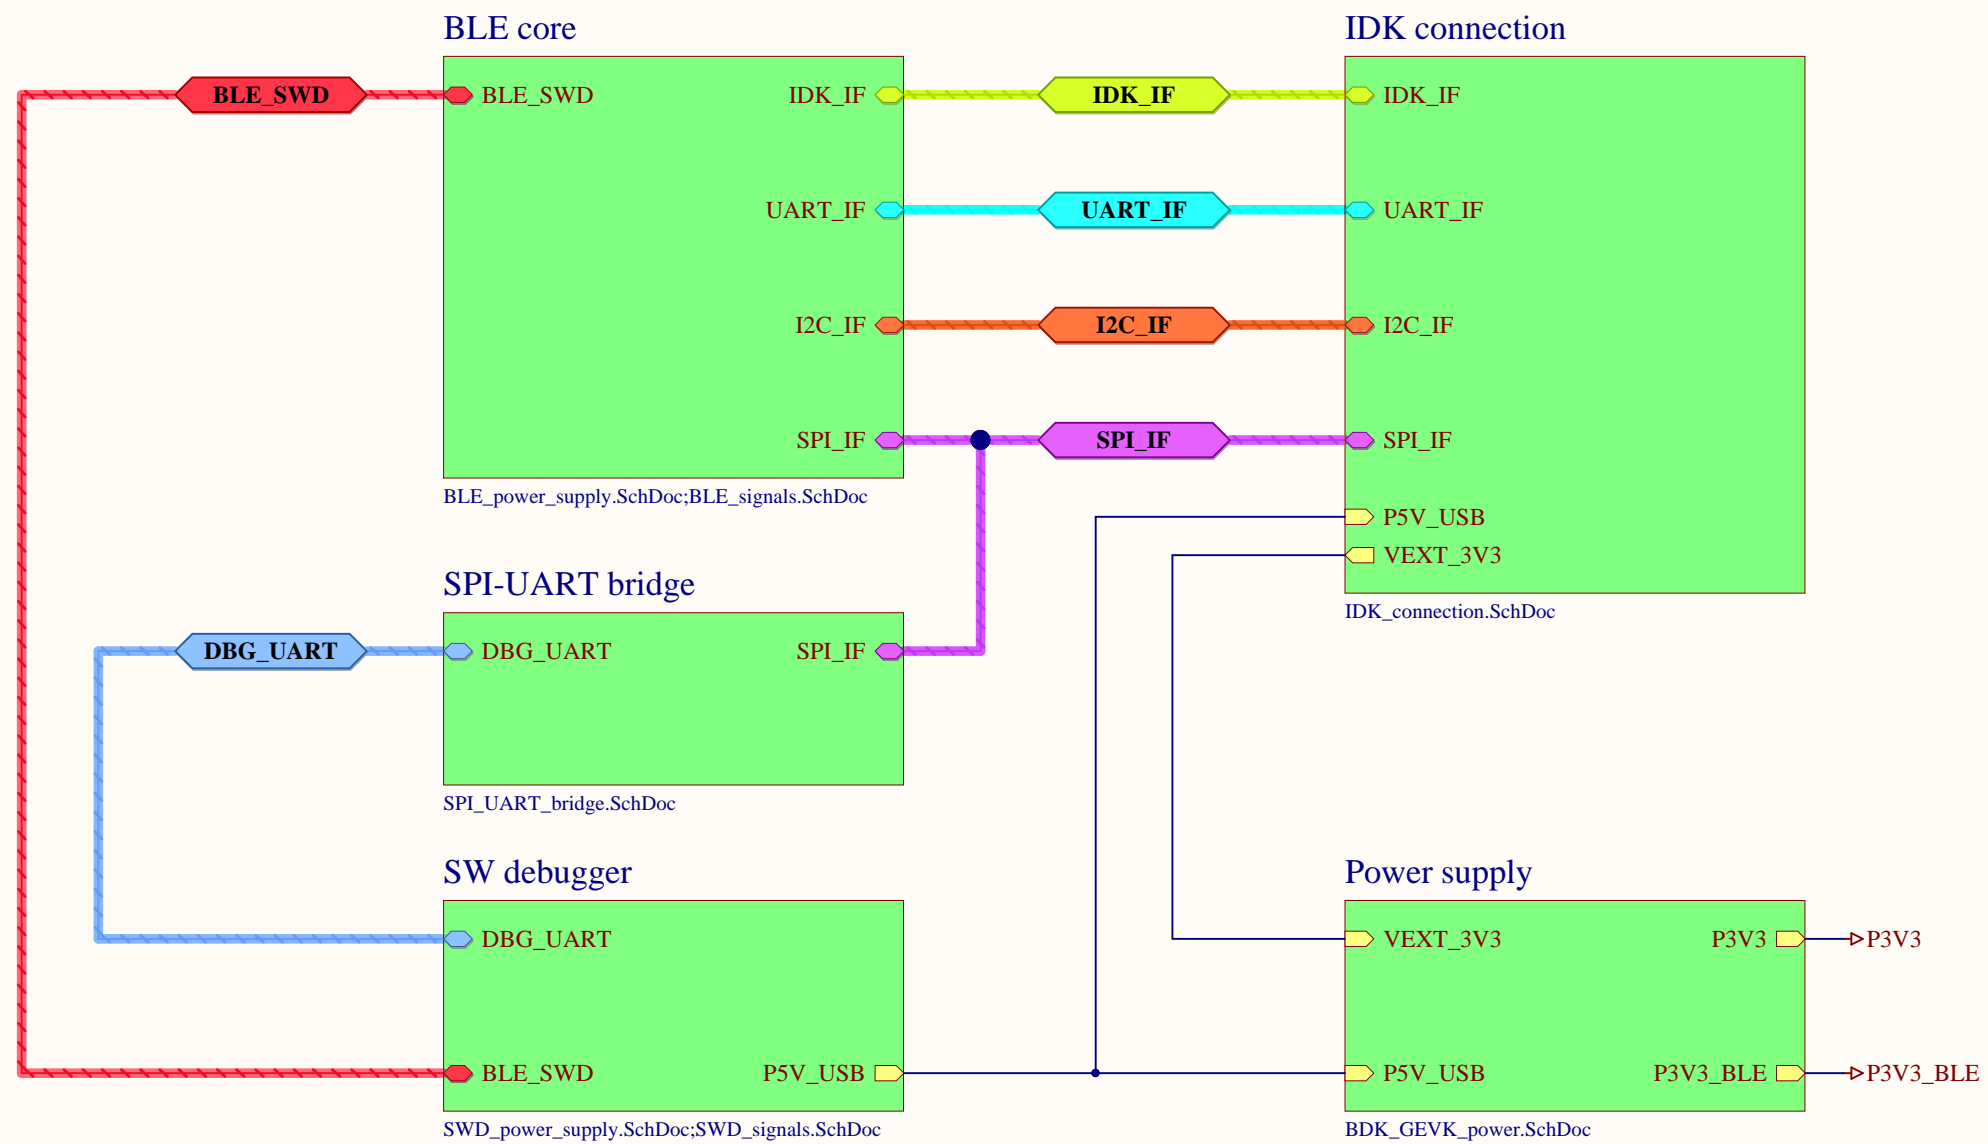 BLE core
IDK connection
BLE_SWD
BLE_SWD
IDK_IF
IDK_IF
IDK_IF
UART_IF
UART_IF
UART_IF
I2C_IF
I2C_IF
I2C_IF
SPI_IF
SPI_IF
SPI_IF
BLE_power_supply.SchDoc;BLE_signals.SchDoc
P5V_USB
VEXT_3V3
IDK_connection.SchDoc
SPI-UART bridge
DBG_UART
DBG_UART
SPI_IF
SPI_UART_bridge.SchDoc
SW debugger
Power supply
DBG_UART
VEXT_3V3
P3V3
P3V3
BLE_SWD
P5V_USB
P5V_USB
P3V3_BLE
P3V3_BLE
SWD_power_supply.SchDoc;SWD_signals.SchDoc
BDK_GEVK_power.SchDoc